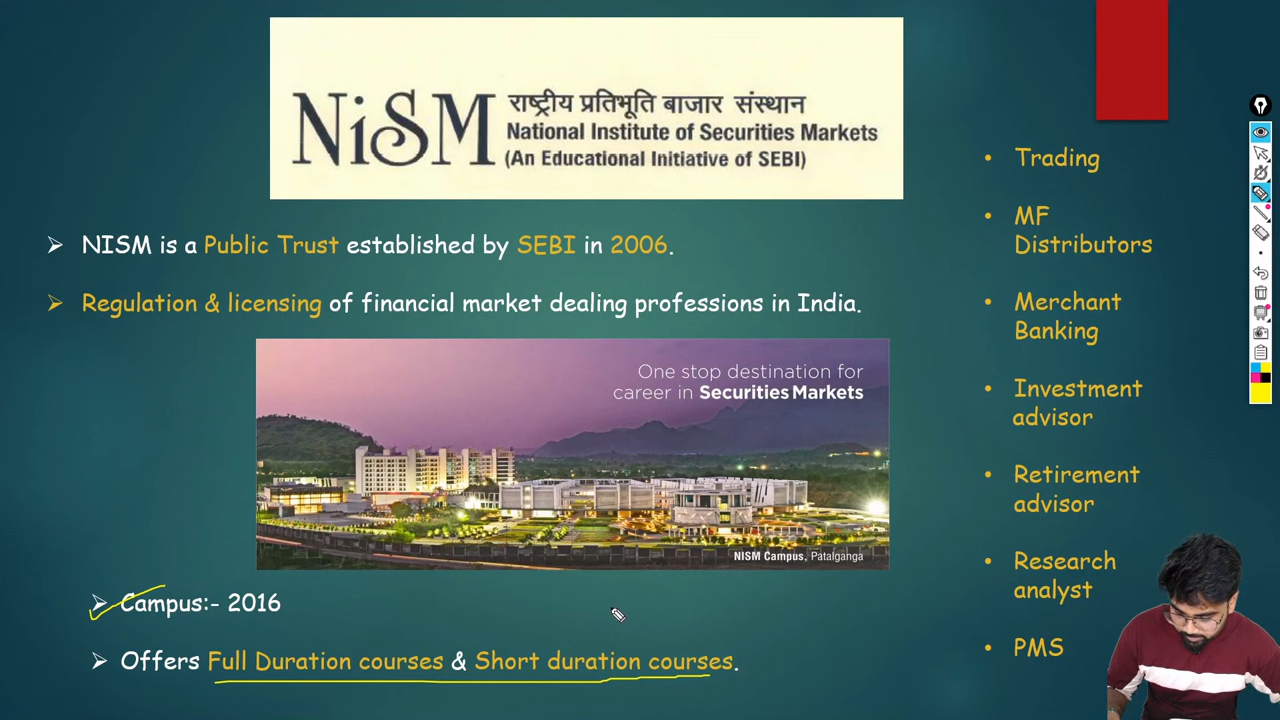 NiSM
राष्ट्रीय प्रतिभूति बाजार संस्थान
National Institute of Securities Markets
(An Educational Initiative of SEBI)
NISM is a Public Trust established by SEBI in 2006.
Regulation & licensing of financial market dealing professions in India.
One stop destination for
career in Securities Markets
NISM Campus, Patalganga
Campus:- 2016
Offers Full Duration courses & Short duration courses.
Trading
MF
Distributors
Merchant
Banking
Investment
advisor
Retirement
advisor
Research
analyst
PMS